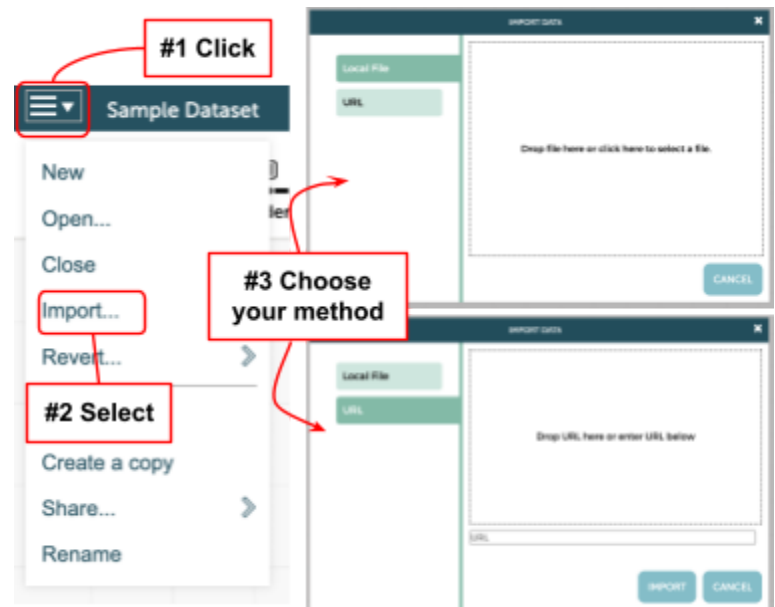 #1 Click
Sample Dataset
New
Open...
Close
Import...
Revert...
#2 Select
Create a copy
Share...
Rename
#3 Choose
your method
IMPORT DATA
Local File
URL
Drop file here or click here to select a file.
CANCEL
IMPORT DATA
Local File
URL
Drop URL here or enter URL below
URL
IMPORT
CANCEL